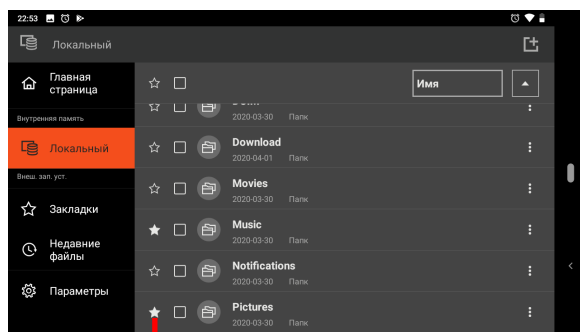 22:53
Локальный
Главная
страница
Имя
Внутренняя память
2020-03-30 Папк
Локальный
Download
2020-04-01 Папк
Внеш. зап. уст.
Movies
2020-03-30 Папк
Закладки
Music
2020-03-30 Папк
Недавние
файлы
Notifications
2020-03-30 Папк
Параметры
Pictures
2020-03-30 Папк